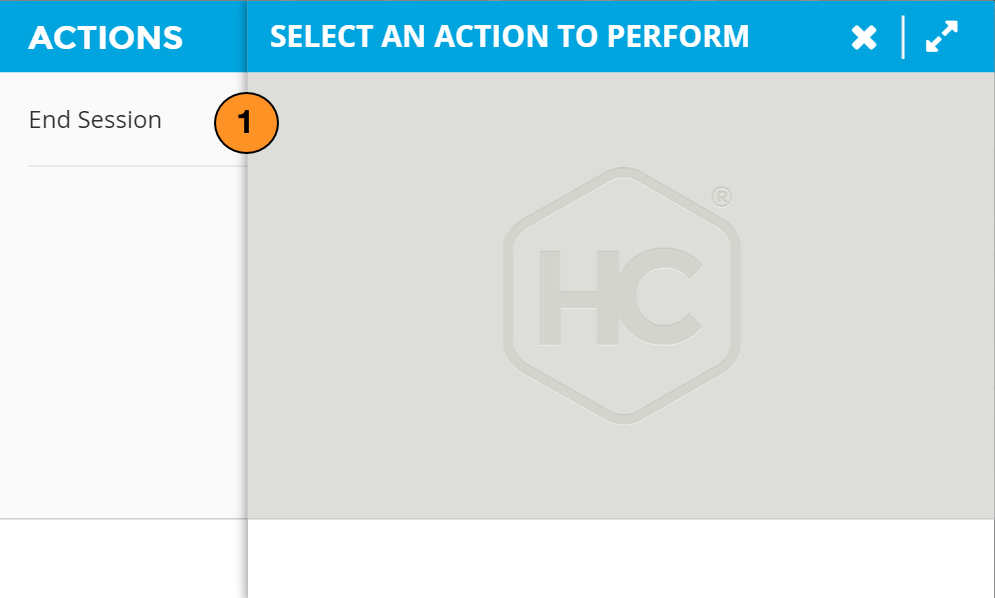 ACTIONS
SELECT AN ACTION TO PERFORM
End Session
1
HC®